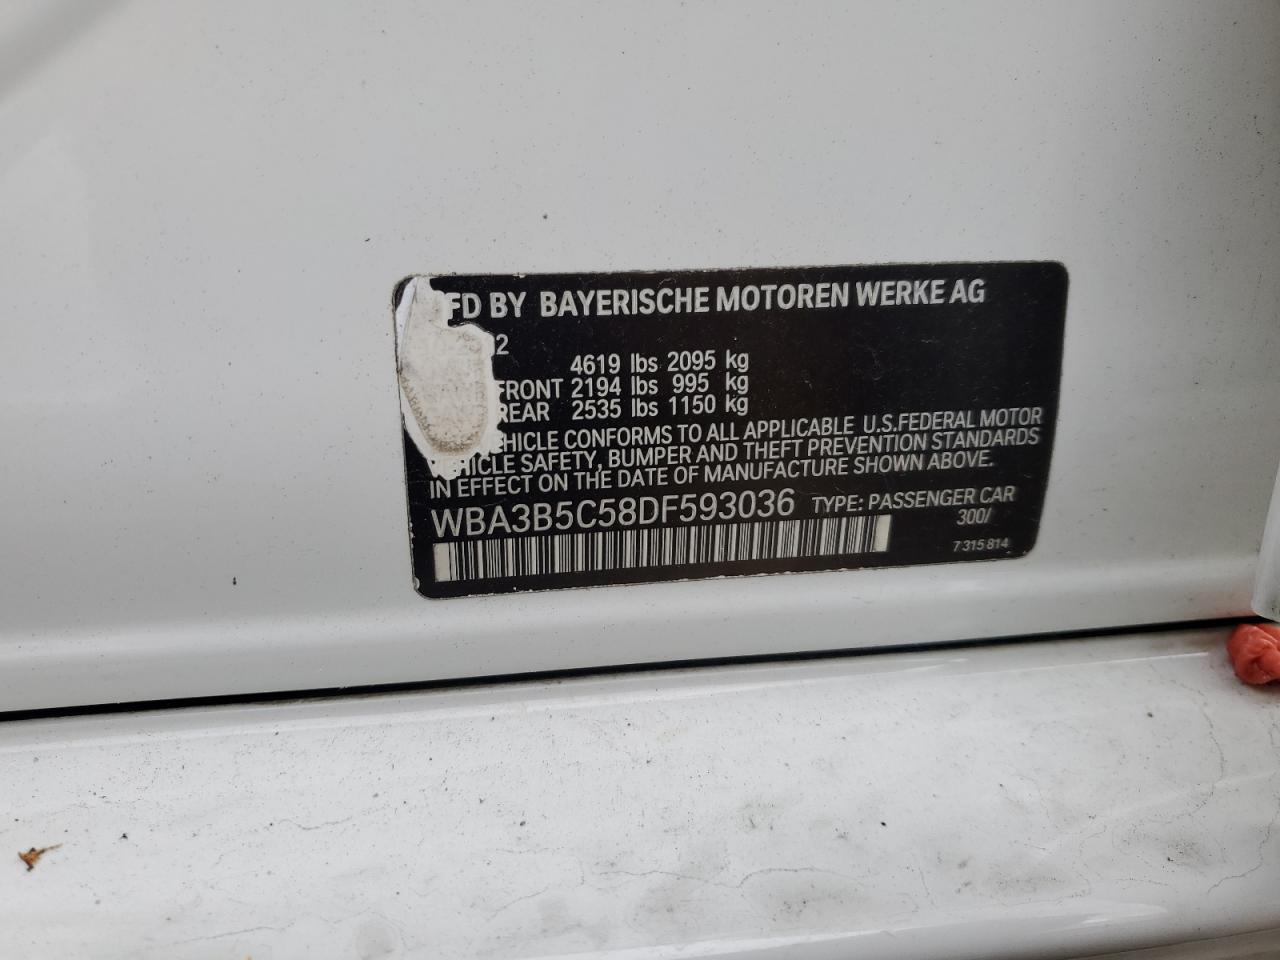 FD BY BAYERISCHE MOTOREN WERKE AG
4619 lbs 2095 kg
FRONT 2194 lbs 995 kg
REAR 2535 lbs 1150 kg
VEHICLE CONFORMS TO ALL APPLICABLE U.S.FEDERAL MOTOR
VEHICLE SAFETY, BUMPER AND THEFT PREVENTION STANDARDS
IN EFFECT ON THE DATE OF MANUFACTURE SHOWN ABOVE.
WBA3B5C58DF593036 TYPE: PASSENGER CAR
300/
7 315 814